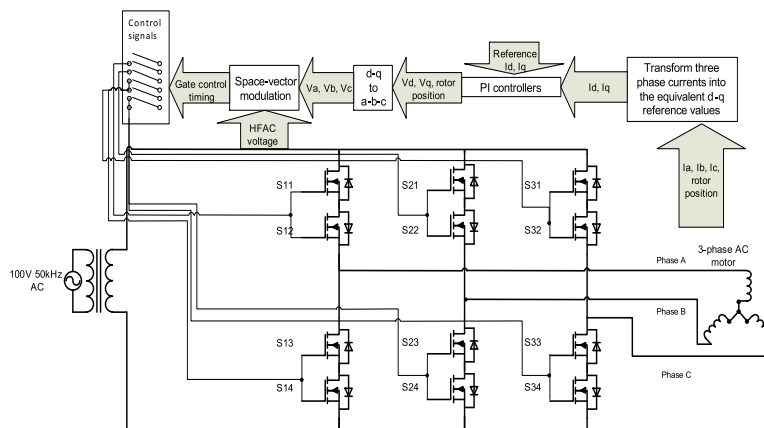 Control
signals
Gate control
timing
Space-vector
modulation
HFAC
voltage
Va, Vb, Vc
d-q
to
a-b-c
Vd, Vq, rotor
position
Reference
Id, Iq
PI controllers
Id, Iq
Transform three
phase currents into
the equivalent d-q
reference values
Ia, Ib, Ic,
rotor
position
S11
S12
S21
S22
S31
S32
100V 50kHz
AC
Phase A
3-phase AC
motor
Phase B
Phase C
S13
S14
S23
S24
S33
S34